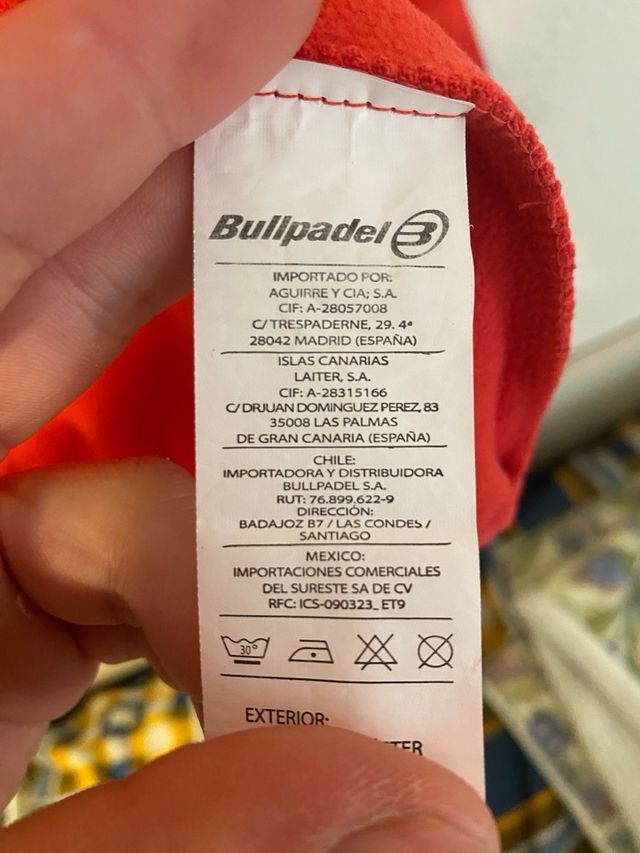 Bullpadel B
IMPORTADO POR:
AGUIRRE Y CIA; S.A.
CIF: A-28057008
C/ TRESPADERNE, 29. 4ª
28042 MADRID (ESPAÑA)
ISLAS CANARIAS
LAITER, S.A.
CIF: A-28315166
C/ DRJUAN DOMINGUEZ PEREZ, 83
35008 LAS PALMAS
DE GRAN CANARIA (ESPAÑA)
CHILE:
IMPORTADORA Y DISTRIBUIDORA
BULLPADEL S.A.
RUT: 76.899.622-9
DIRECCIÓN:
BADAJOZ B7 / LAS CONDES /
SANTIAGO
MEXICO:
IMPORTACIONES COMERCIALES
DEL SURESTE SA DE CV
RFC: ICS-090323_ET9
30°
EXTERIOR: